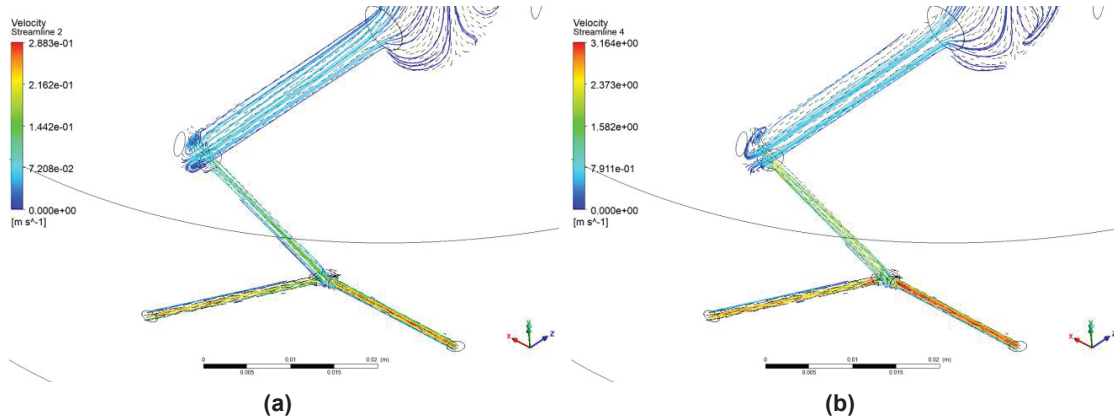 Velocity
Streamline 2
2.883e-01
2.162e-01
1.442e-01
7.208e-02
0.000e+00
[m s^-1]
X
Y
Z
0 0.01 0.02 (m)
0.005 0.015
(a)
Velocity
Streamline 4
3.164e+00
2.373e+00
1.582e+00
7.911e-01
0.000e+00
[m s^-1]
X
Y
Z
0 0.01 0.02 (m)
0.005 0.015
(b)